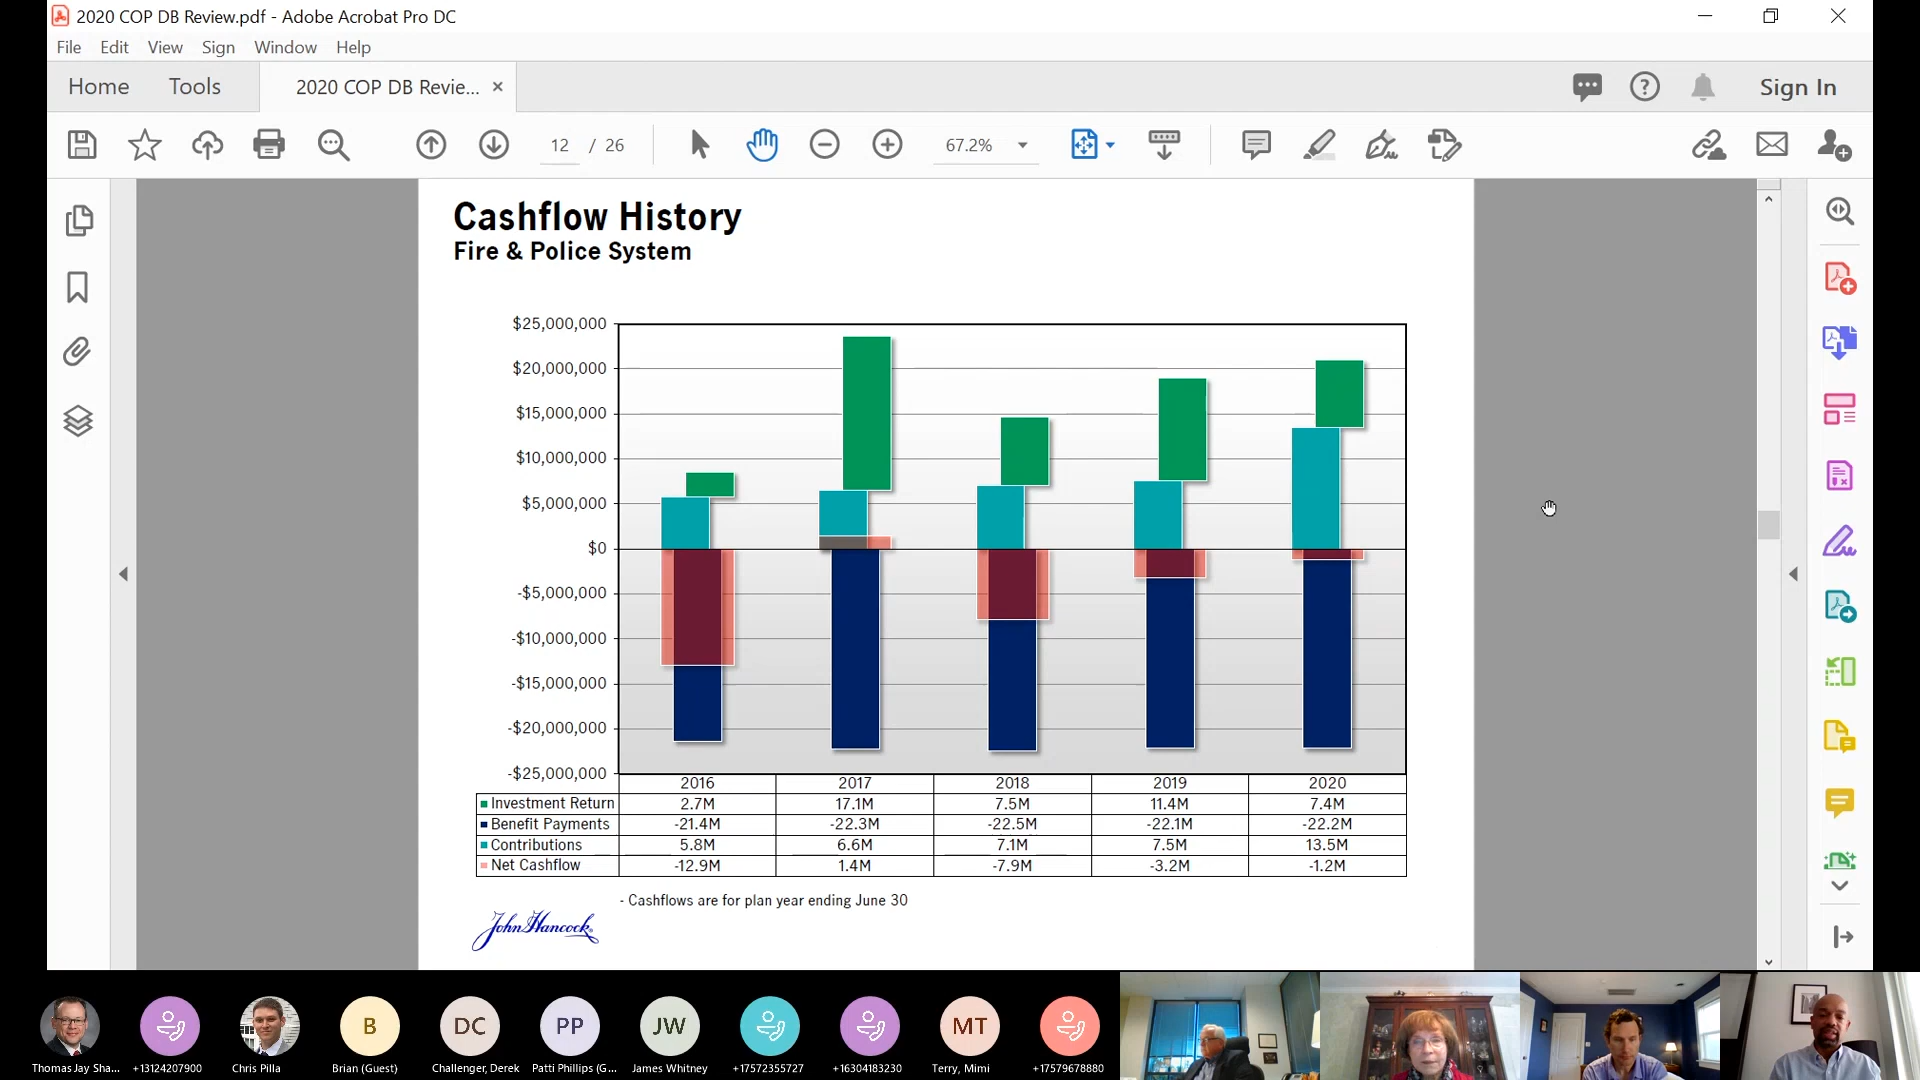 2020 COP DB Review.pdf - Adobe Acrobat Pro DC
File Edit View Sign Window Help
Home Tools 2020 COP DB Revie... × Sign In
12 / 26 67.2%
Cashflow History
Fire & Police System
$25,000,000
$20,000,000
$15,000,000
$10,000,000
$5,000,000
$0
-$5,000,000
-$10,000,000
-$15,000,000
-$20,000,000
-$25,000,000
2016 2017 2018 2019 2020
Investment Return 2.7M 17.1M 7.5M 11.4M 7.4M
Benefit Payments -21.4M -22.3M -22.5M -22.1M -22.2M
Contributions 5.8M 6.6M 7.1M 7.5M 13.5M
Net Cashflow -12.9M 1.4M -7.9M -3.2M -1.2M
- Cashflows are for plan year ending June 30
John Hancock
B DC PP JW MT
Thomas Jay Sha... +13124207900 Chris Pilla Brian (Guest) Challenger, Derek Patti Phillips (G... James Whitney +17572355727 +16304183230 Terry, Mimi +17579678880